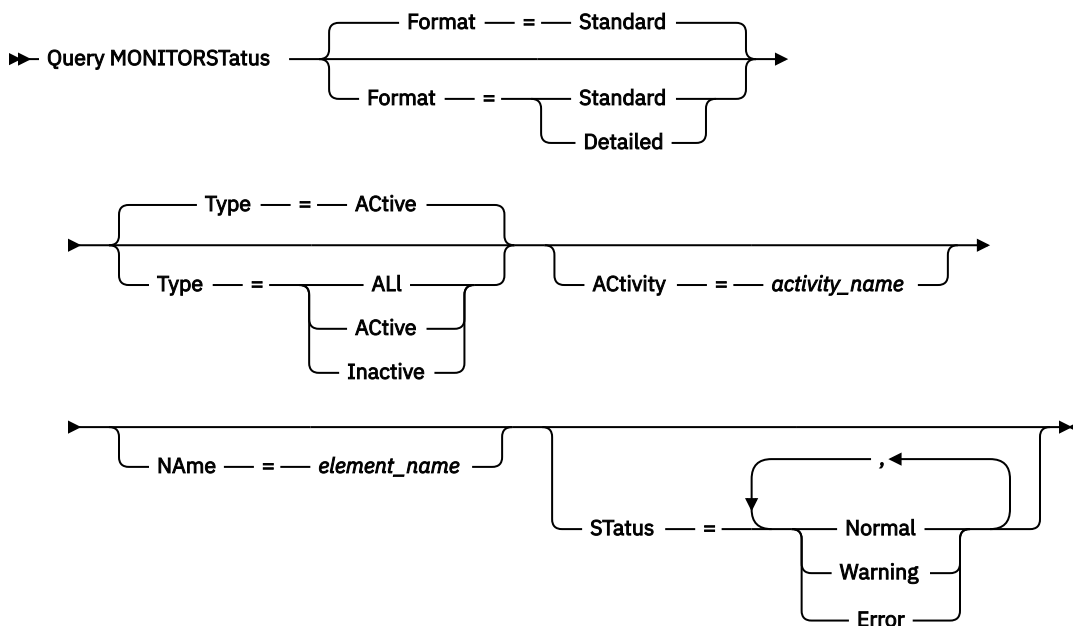 Format = Standard
Query MONITORSTatus
Format = Standard
Detailed
Type = ACtive
Type = ALl
ACtivity = activity_name
ACtive
Inactive
NAme = element_name
,
STatus = Normal
Warning
Error